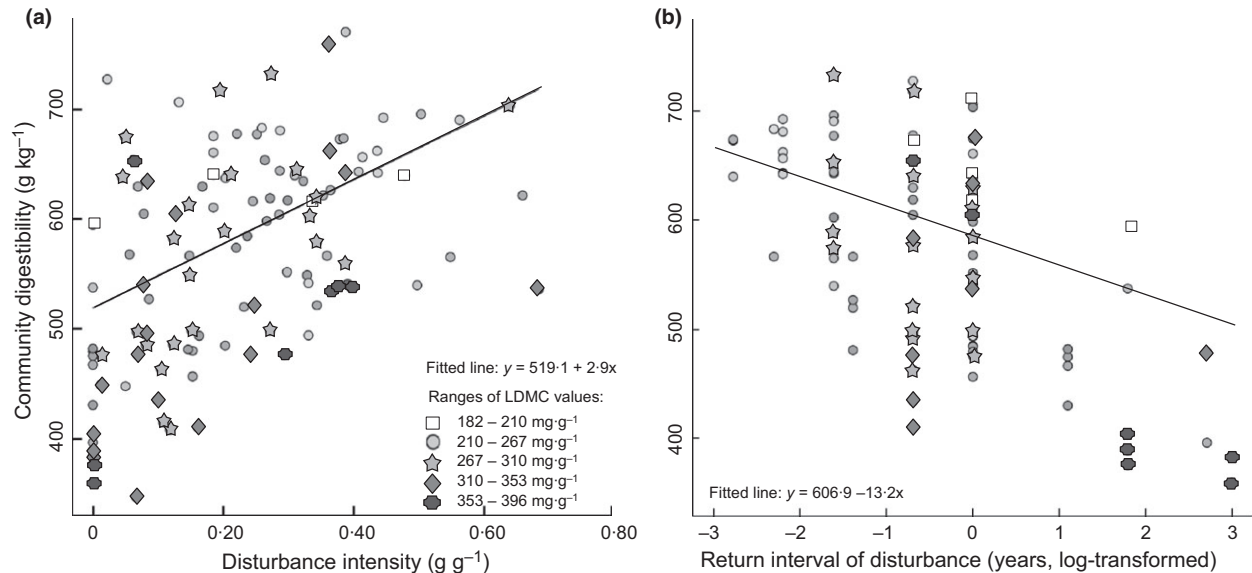 (a)
Community digestibility (g kg⁻¹)
700
600
500
400
0
0·20
0·40
0·60
0·80
Disturbance intensity (g g⁻¹)
Fitted line: y = 519·1 + 2·9x
Ranges of LDMC values:
182 – 210 mg·g⁻¹
210 – 267 mg·g⁻¹
267 – 310 mg·g⁻¹
310 – 353 mg·g⁻¹
353 – 396 mg·g⁻¹
(b)
700
600
500
400
Fitted line: y = 606·9 –13·2x
–3
–2
–1
0
1
2
3
Return interval of disturbance (years, log-transformed)